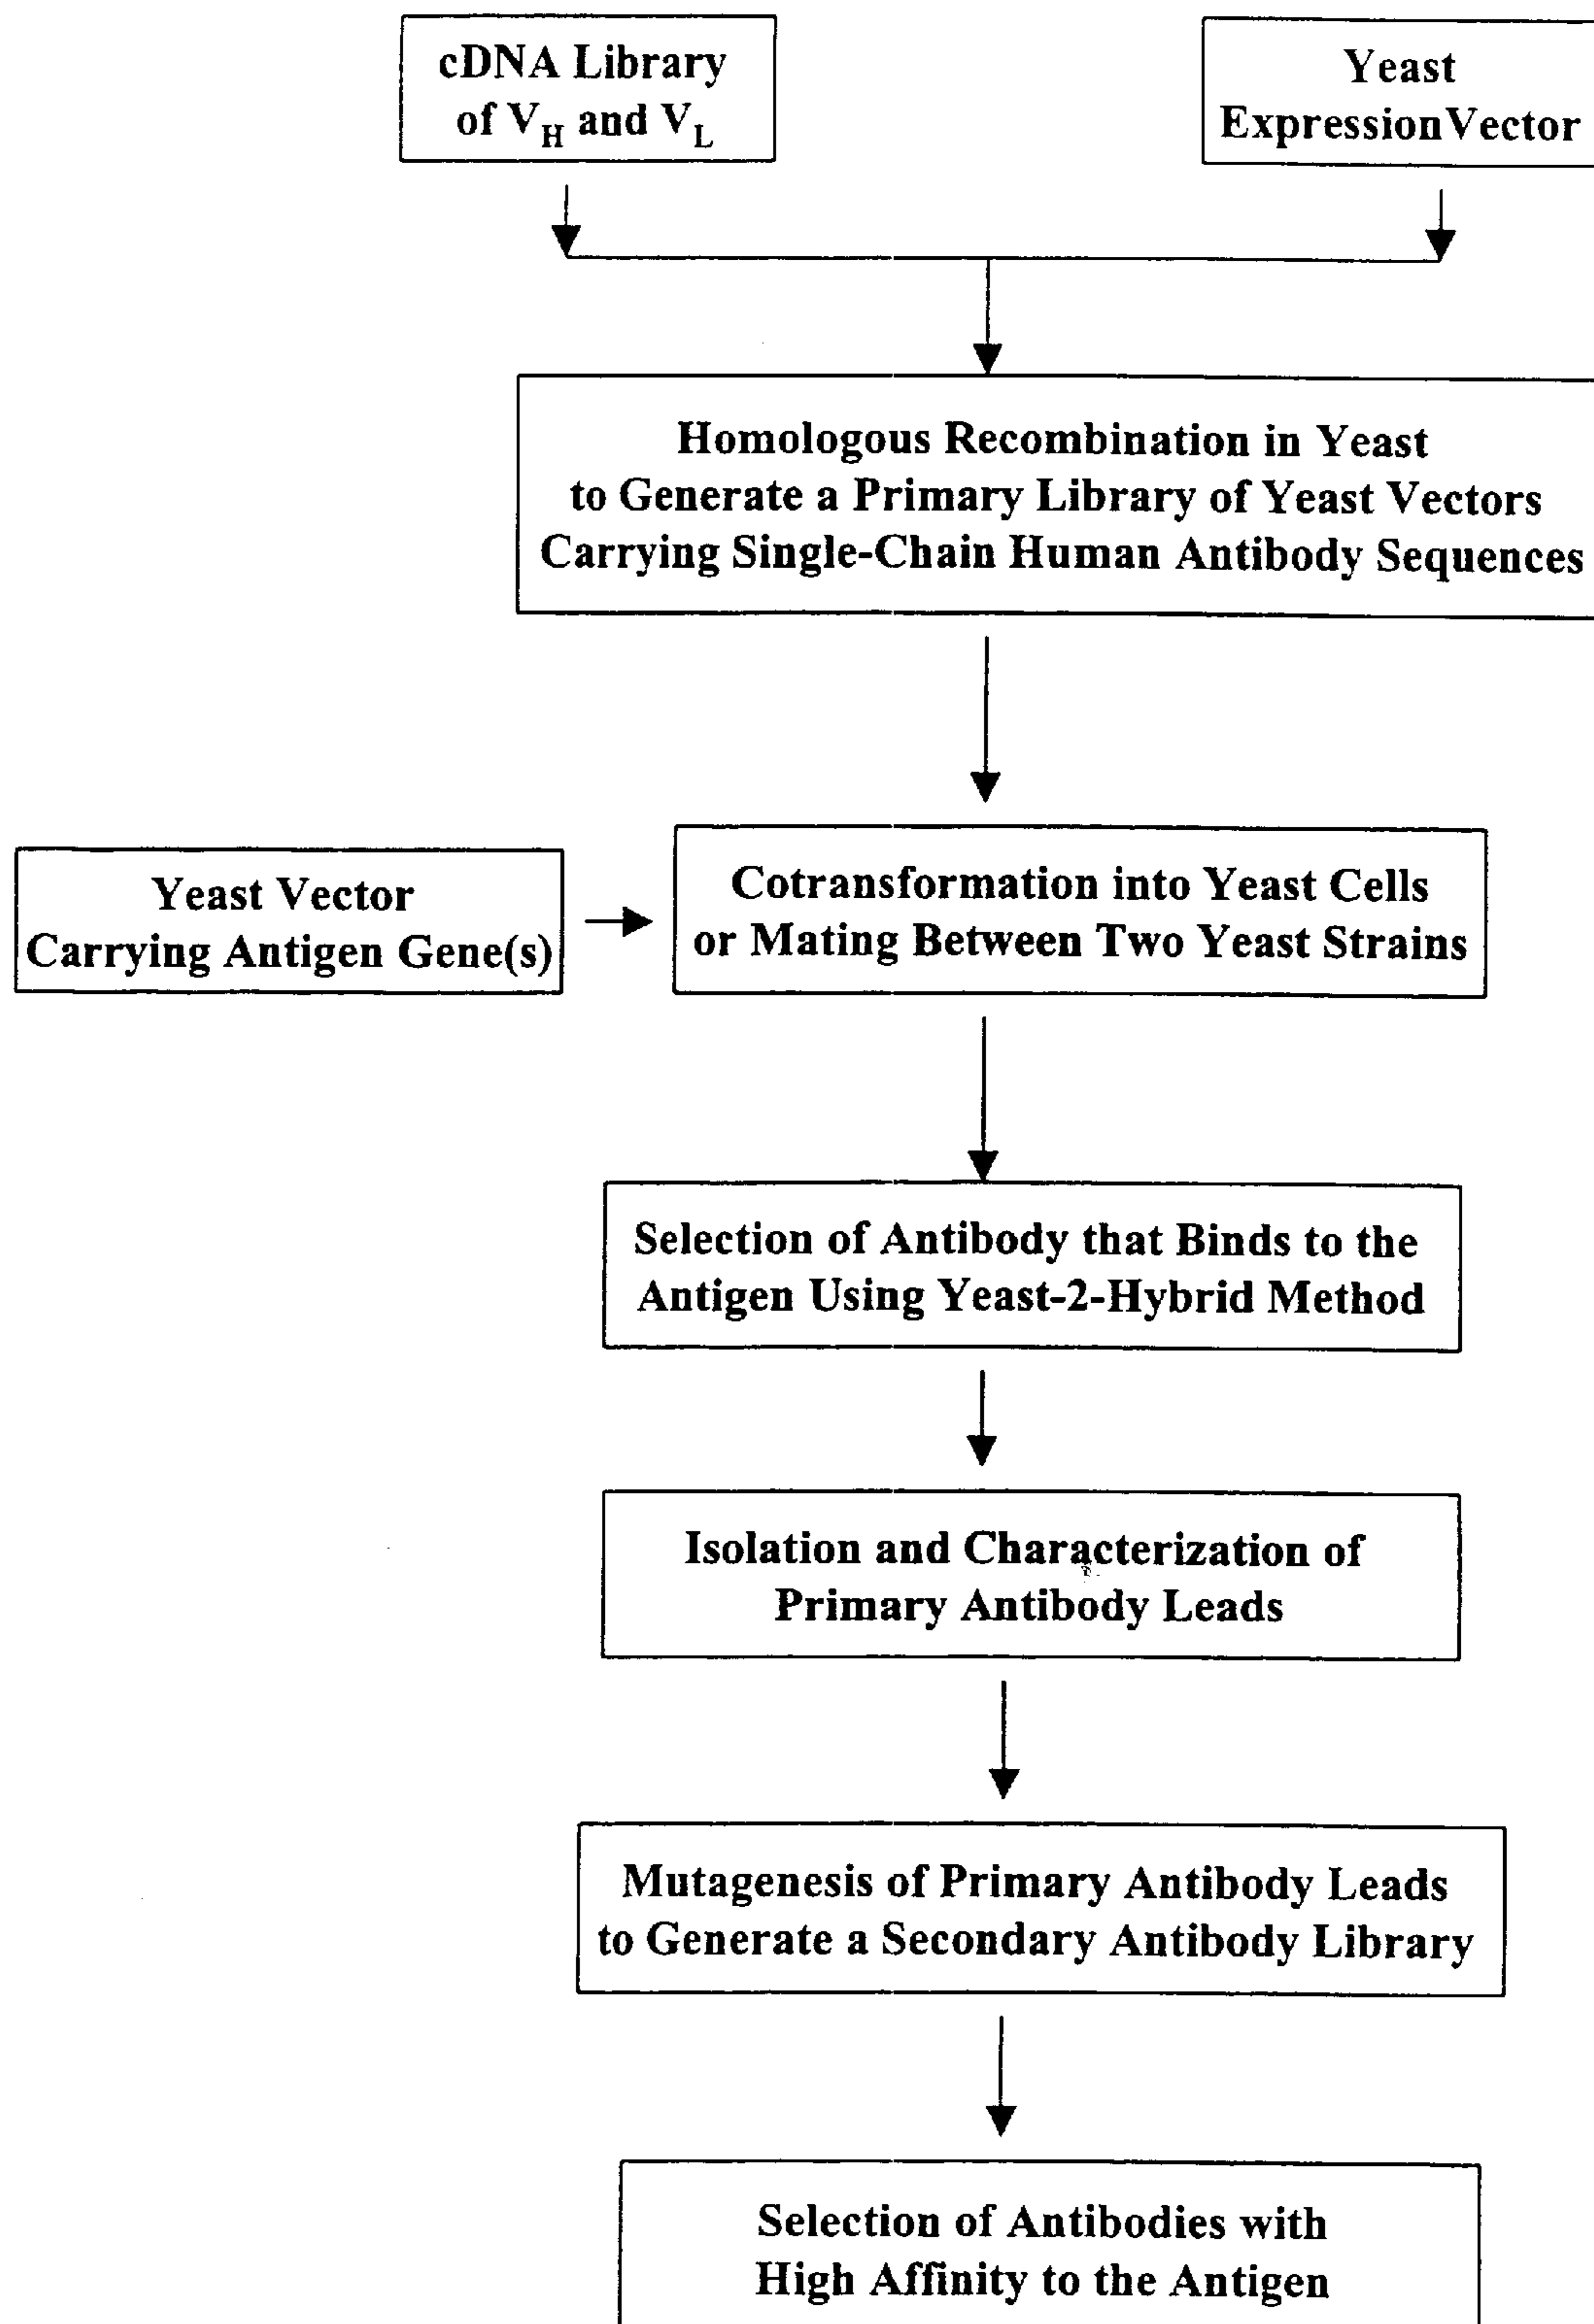 cDNA Library
of VH and VL
Yeast
ExpressionVector
Homologous Recombination in Yeast
to Generate a Primary Library of Yeast Vectors
Carrying Single-Chain Human Antibody Sequences
Yeast Vector
Carrying Antigen Gene(s)
Cotransformation into Yeast Cells
or Mating Between Two Yeast Strains
Selection of Antibody that Binds to the
Antigen Using Yeast-2-Hybrid Method
Isolation and Characterization of
Primary Antibody Leads
Mutagenesis of Primary Antibody Leads
to Generate a Secondary Antibody Library
Selection of Antibodies with
High Affinity to the Antigen